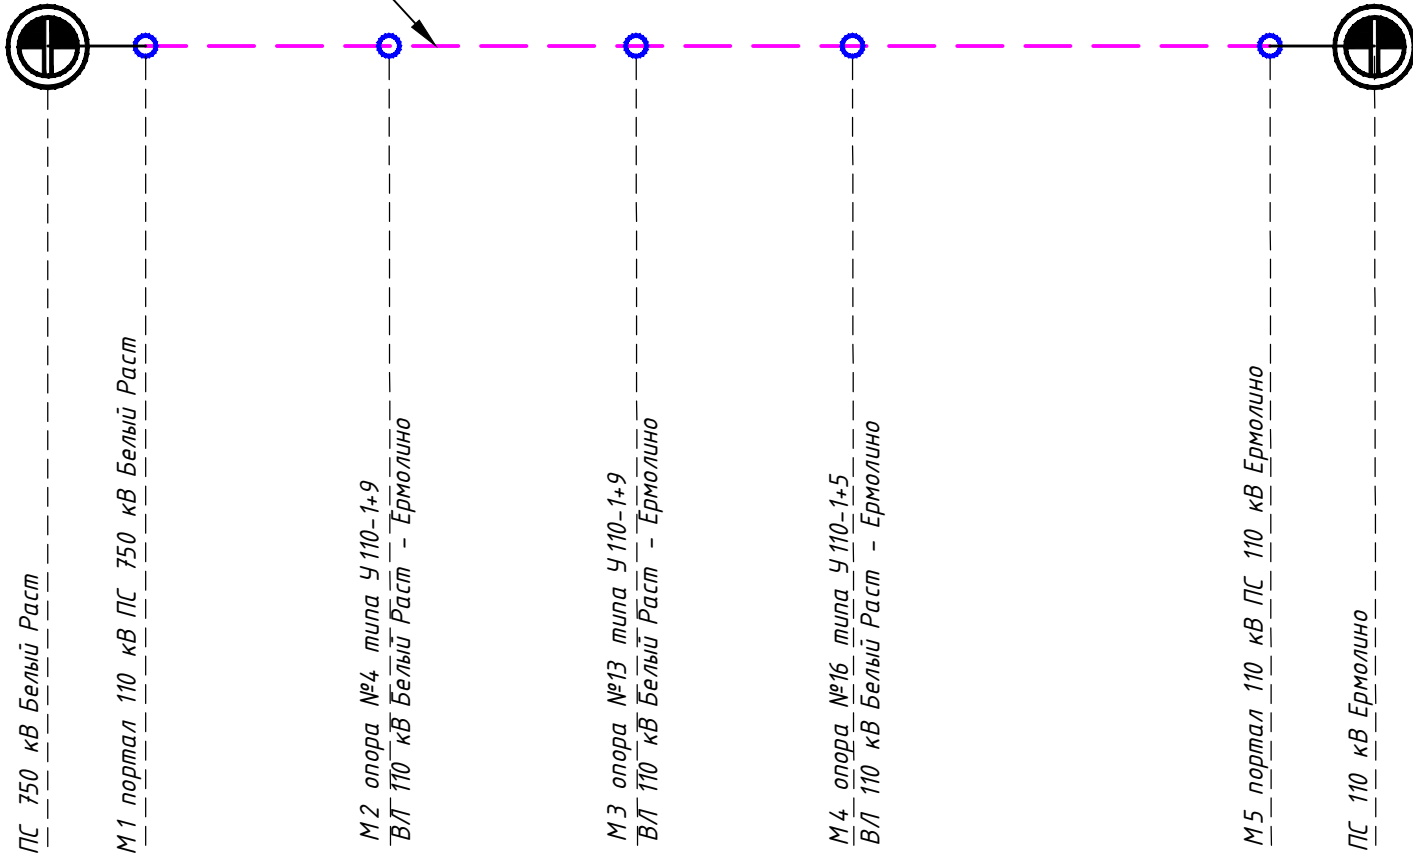 ПС 750 кВ Белый Раст
М1 портал 110 кВ ПС 750 кВ Белый Раст
М2 опора №4 типа У110-1+9
ВЛ 110 кВ Белый Раст - Ермолино
М3 опора №13 типа У110-1+9
ВЛ 110 кВ Белый Раст - Ермолино
М4 опора №16 типа У110-1+5
ВЛ 110 кВ Белый Раст - Ермолино
М5 портал 110 кВ ПС 110 кВ Ермолино
ПС 110 кВ Ермолино